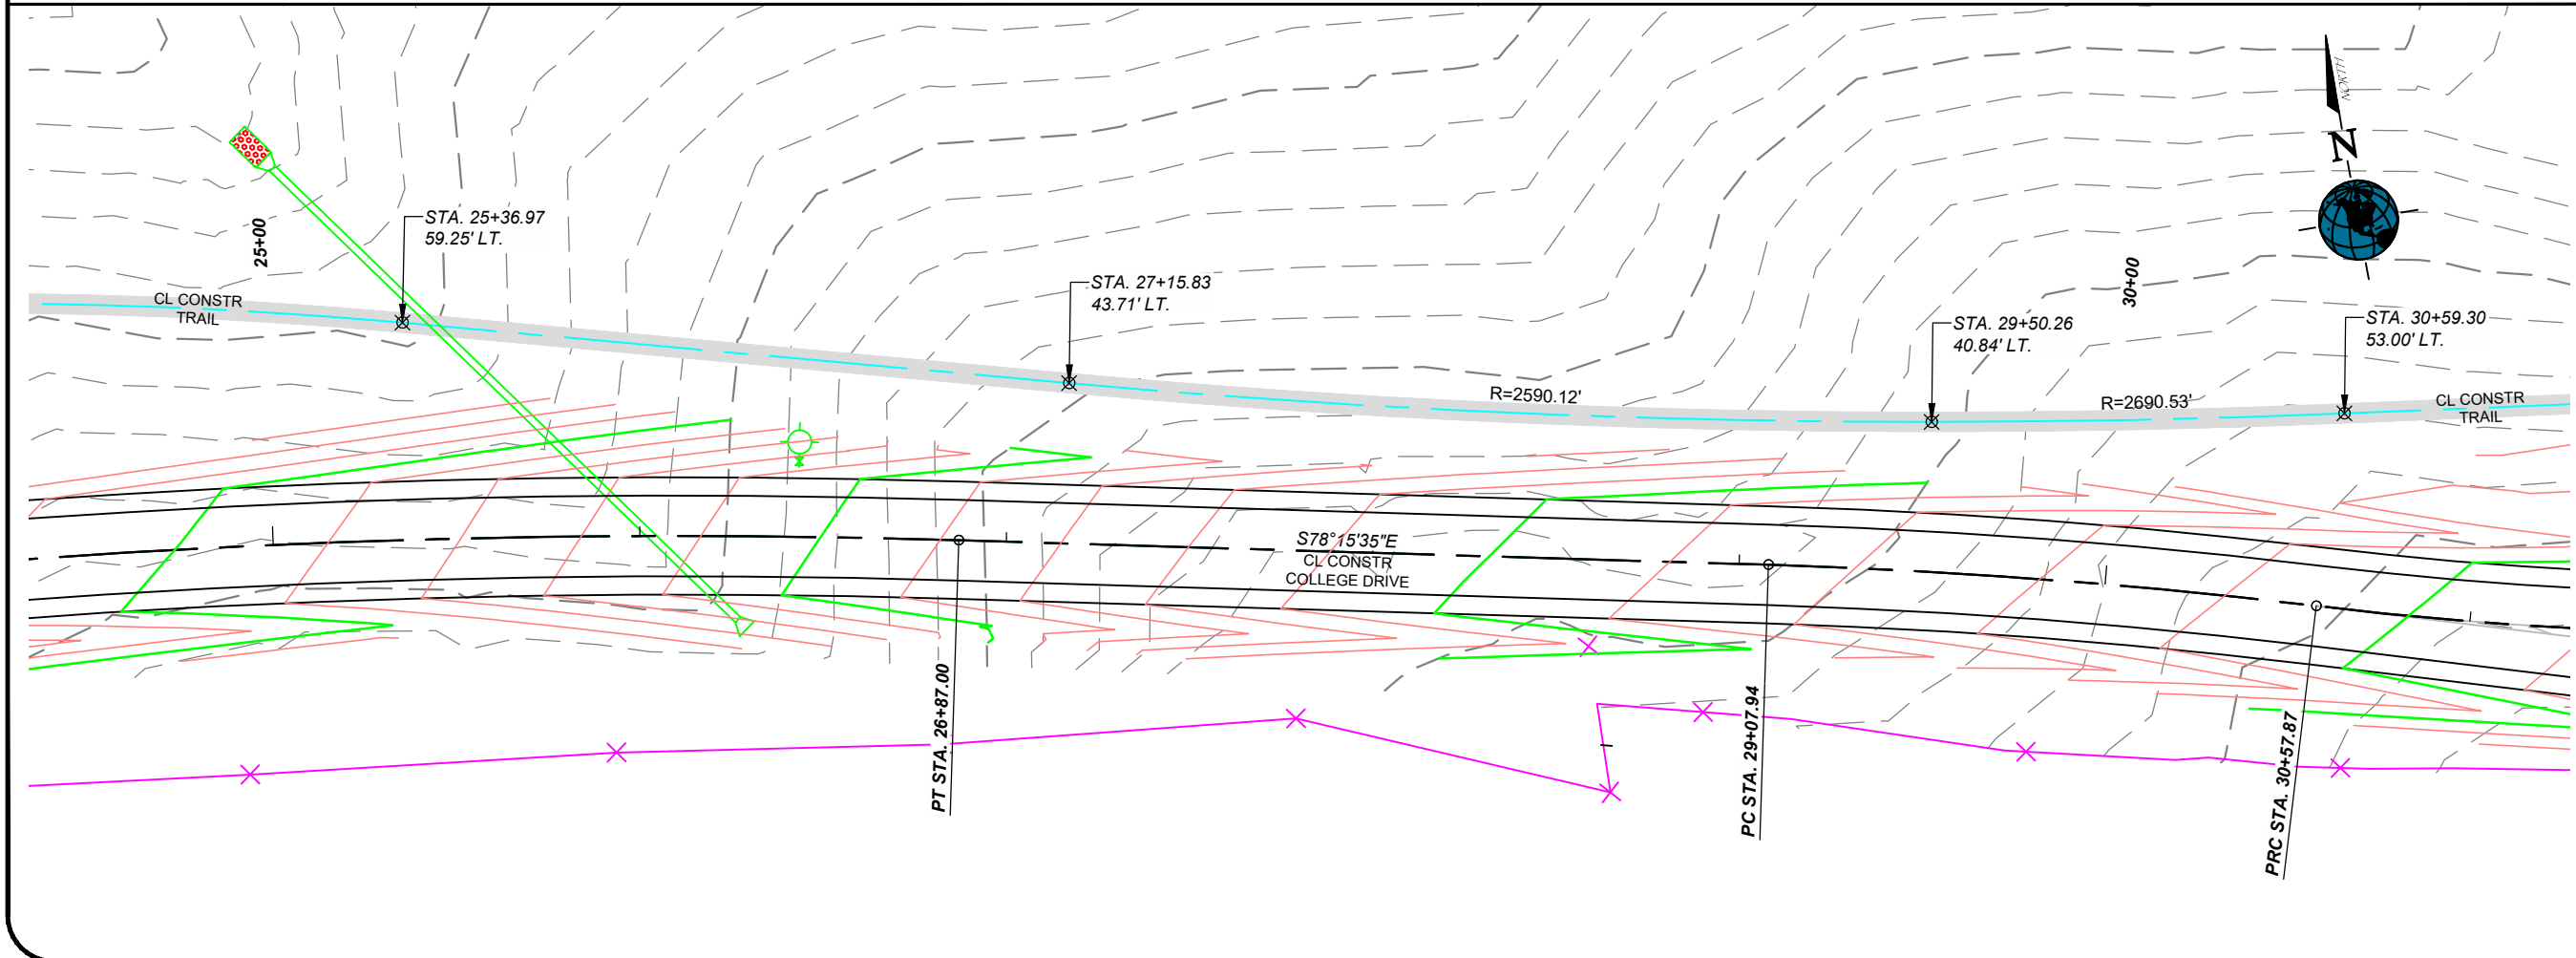 NORTH
N
STA. 25+36.97
59.25' LT.
25+00
STA. 27+15.83
43.71' LT.
30+00
STA. 29+50.26
40.84' LT.
STA. 30+59.30
53.00' LT.
CL CONSTR
TRAIL
R=2590.12'
R=2690.53'
CL CONSTR
TRAIL
S78°15'35"E
CL CONSTR
COLLEGE DRIVE
PT STA. 26+87.00
PC STA. 29+07.94
PRC STA. 30+57.87